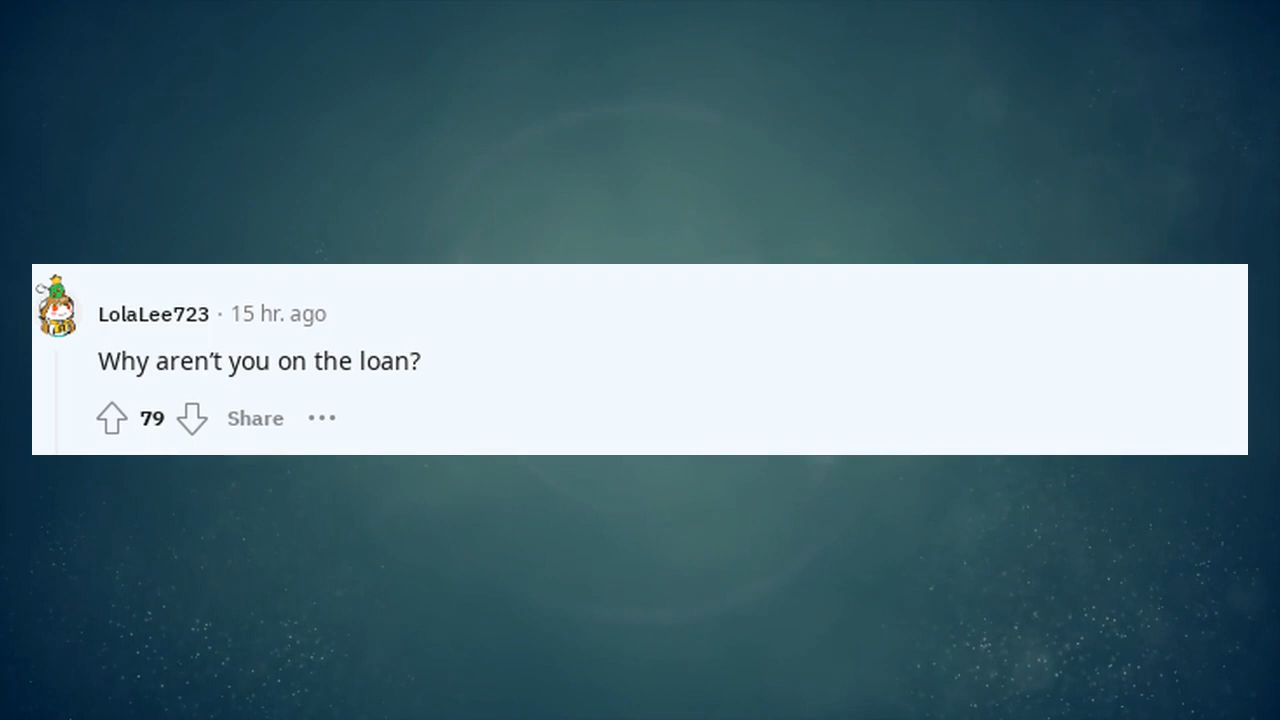 LolaLee723 · 15 hr. ago
Why aren’t you on the loan?
79 Share ···